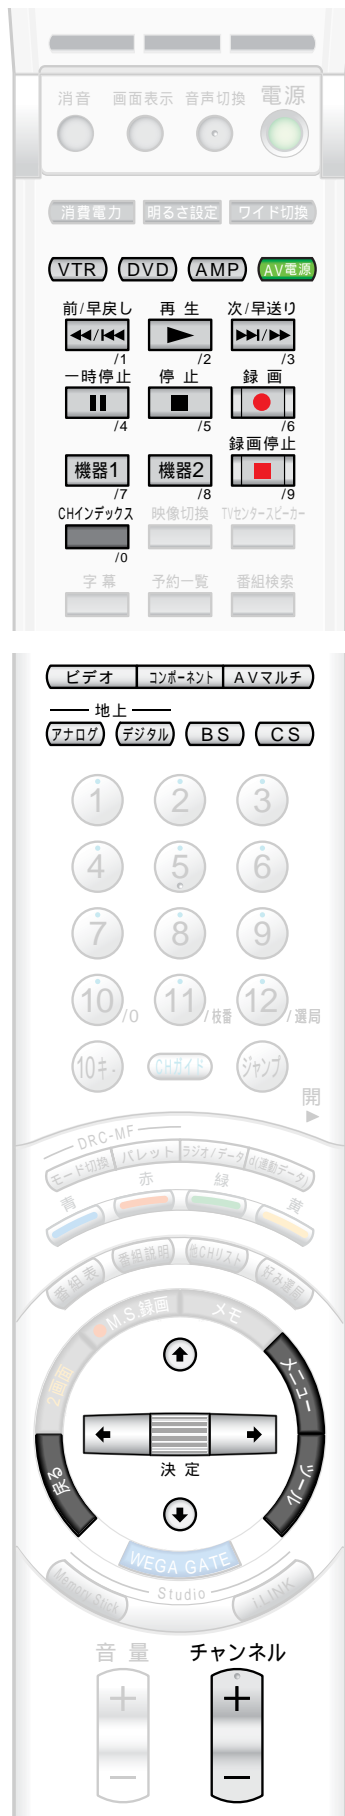 消音 画面表示 音声切換 電源
消費電力 明るさ設定 ワイド切換
VTR DVD AMP AV電源
前/早戻し 再生 次/早送り
/1 /2 /3
一時停止 停止 録画
/4 /5 /6
録画停止
機器1 機器2
/7 /8 /9
CHインデックス 映像切換 TVセンタースピーカー
/0
字幕 予約一覧 番組検索
ビデオ コンポーネント AVマルチ
地上
アナログ デジタル BS CS
1 2 3
4 5 6
7 8 9
10/0 11/枝番 12/選局
10キー CHガイド ジャンプ
開
DRC-MF
モード切換 パレット ラジオ/データ d(連動データ)
青 赤 緑 黄
番組表 番組説明 他CHリスト お好み選局
2画面 M.S.録画 メモ メニュー
決定
戻る ツール
WEGA GATE
Memory Stick Studio i.LINK
音量 チャンネル
+ +
− −